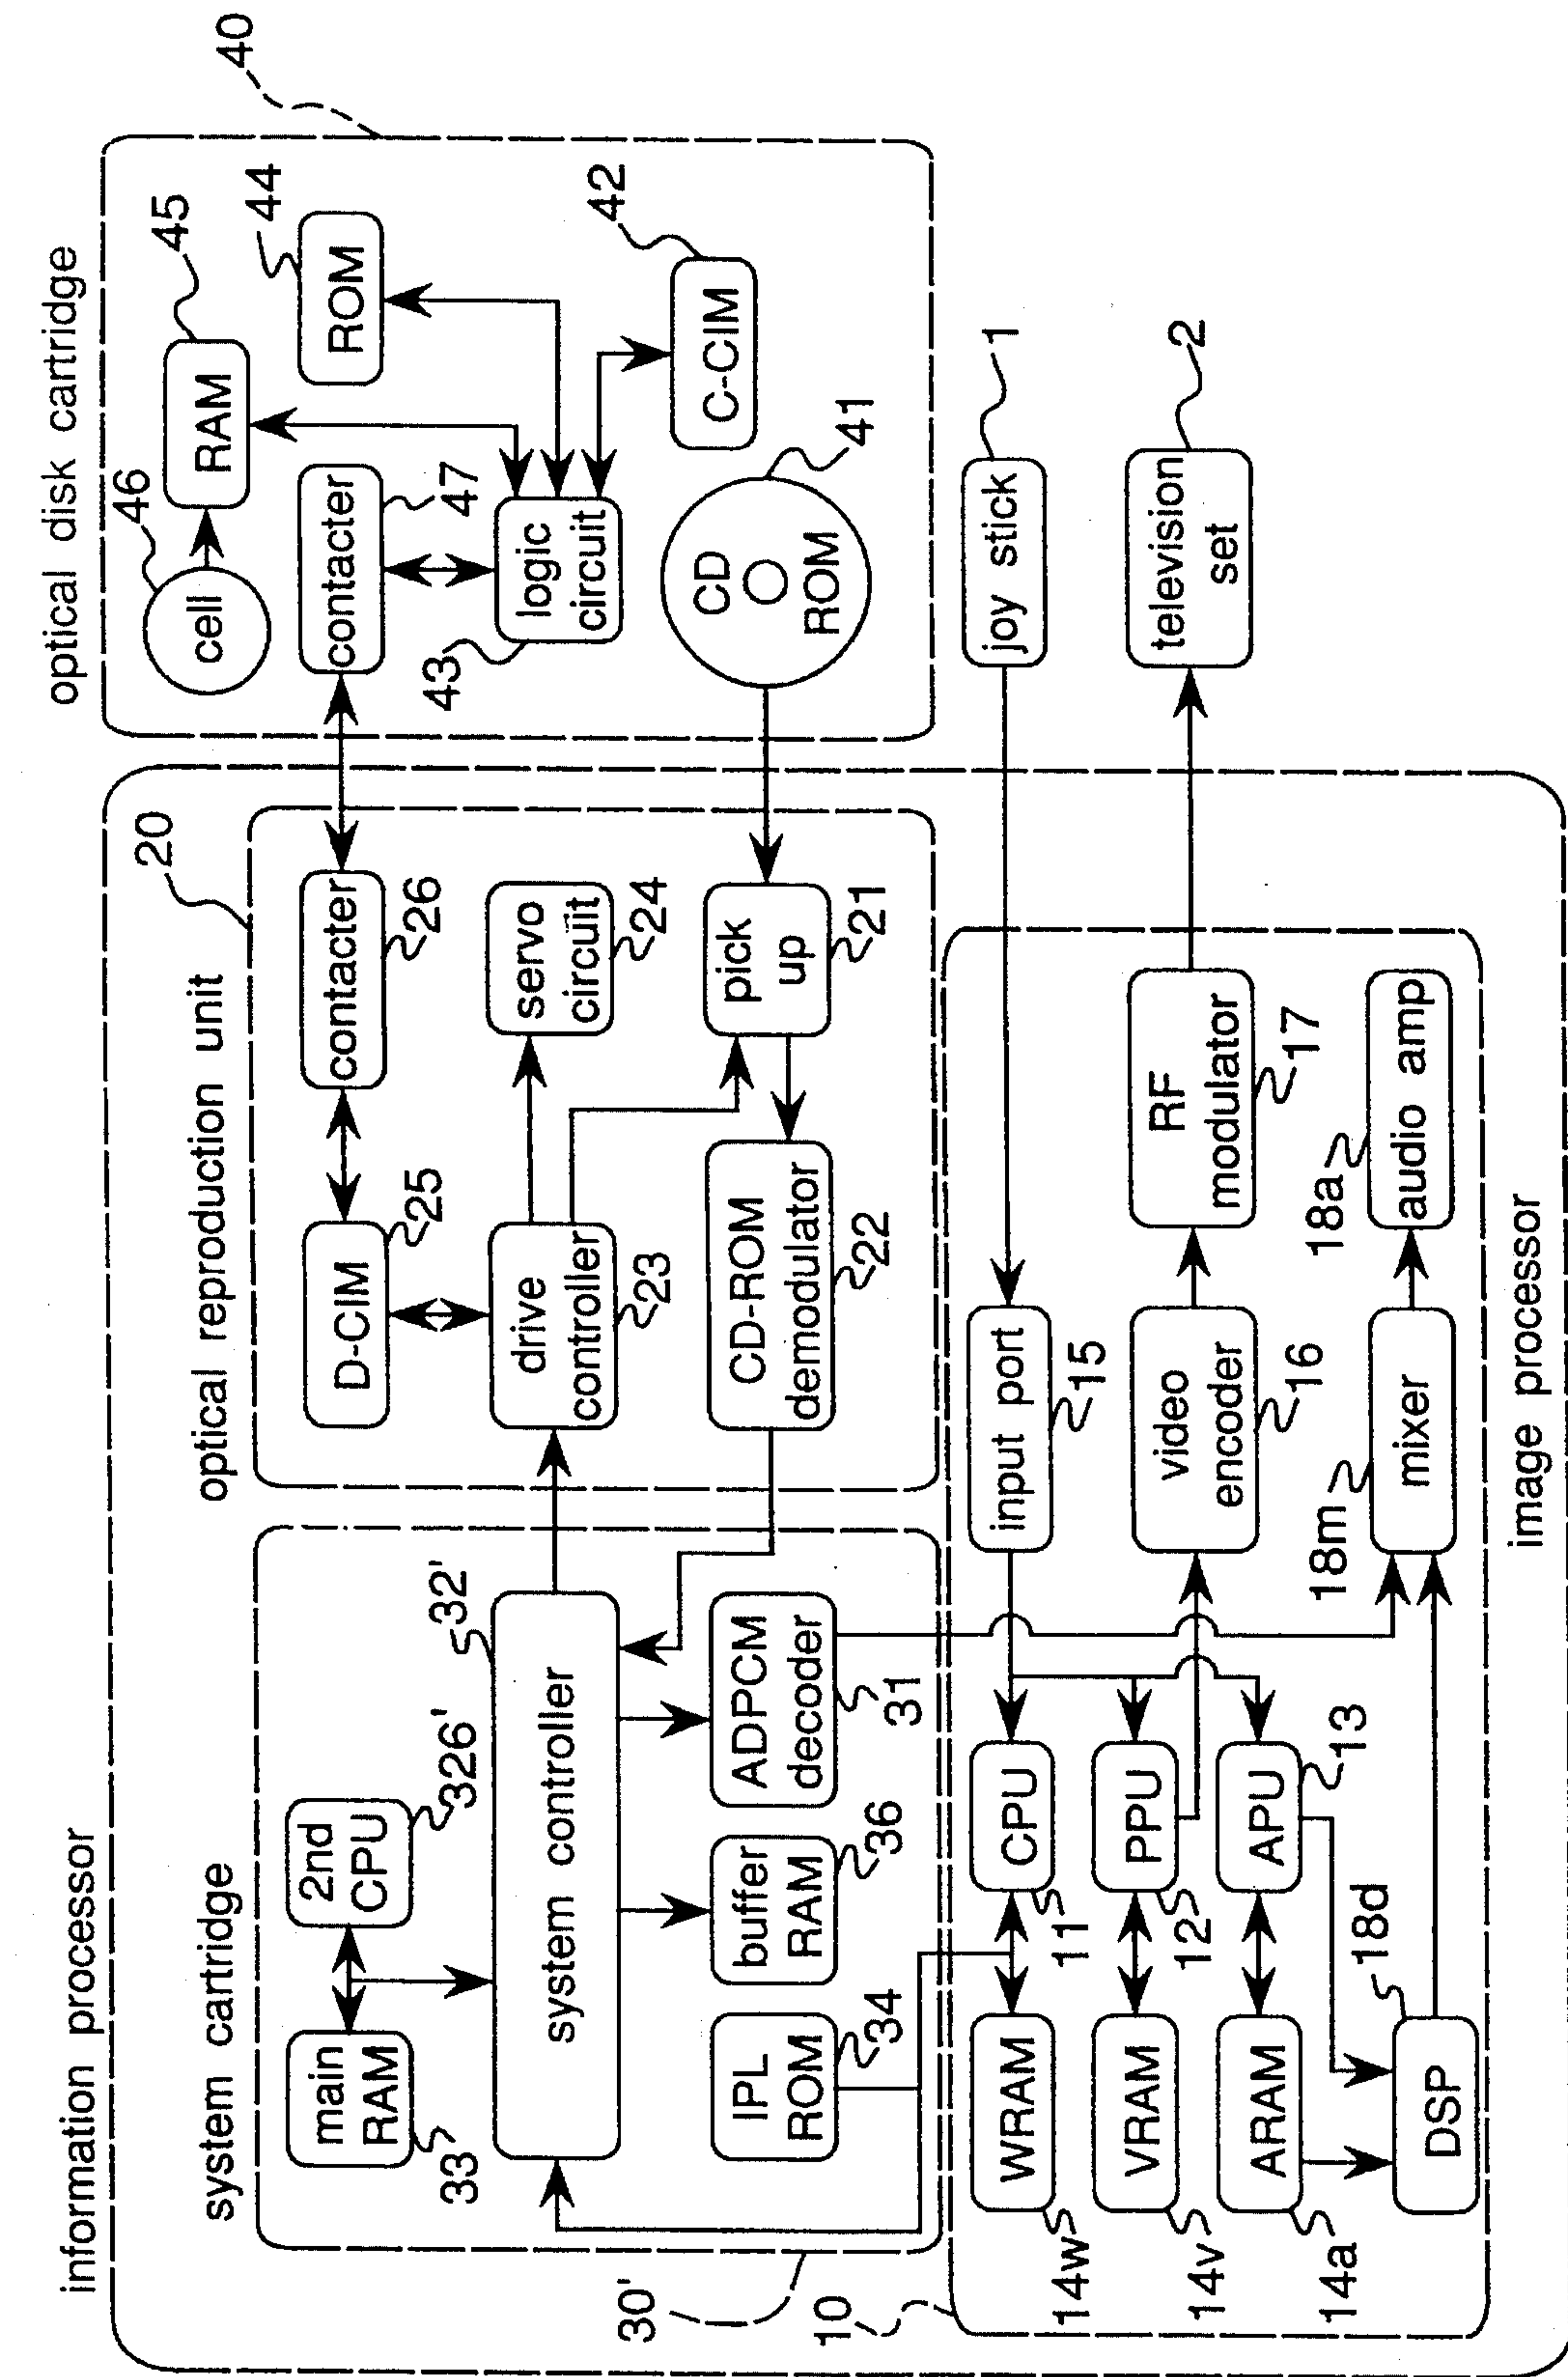 information processor
system cartridge
main
RAM
33
2nd
CPU
326'
system controller
32'
IPL
ROM
34
buffer
RAM
36
ADPCM
decoder
31
30'
optical reproduction unit
20
D-CIM
25
contacter
26
drive
controller
23
servo
circuit
24
CD-ROM
demodulator
22
pick
up
21
optical disk cartridge
40
cell
46
RAM
45
contacter
47
ROM
44
logic
circuit
43
C-CIM
42
CD
ROM
41
10
WRAM
14w
CPU
11
input port
15
joy stick
1
VRAM
14v
PPU
12
video
encoder
16
RF
modulator
17
television
set
2
ARAM
14a
APU
13
DSP
18d
mixer
18m
audio amp
18a
image processor